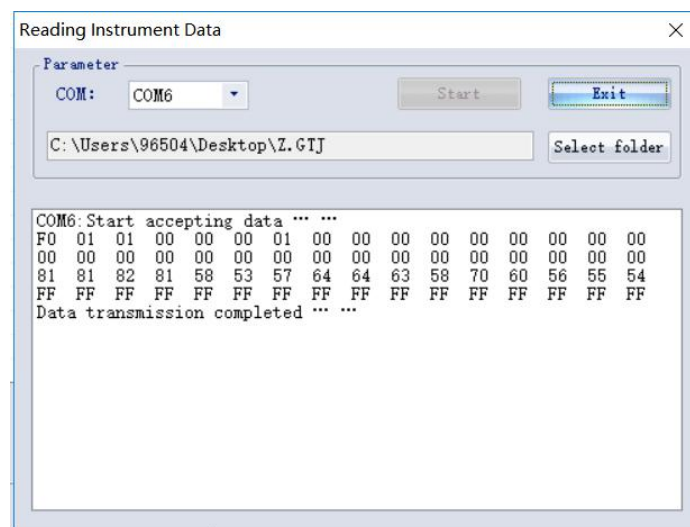 Reading Instrument Data
Parameter
COM: COM6 Start Exit
C:\Users\96504\Desktop\Z.GTJ Select folder
COM6:Start accepting data … …
F0 01 01 00 00 00 01 00 00 00 00 00 00 00 00 00
00 00 00 00 00 00 00 00 00 00 00 00 00 00 00 00
81 81 82 81 58 53 57 64 64 63 58 70 60 56 55 54
FF FF FF FF FF FF FF FF FF FF FF FF FF FF FF FF
Data transmission completed … …